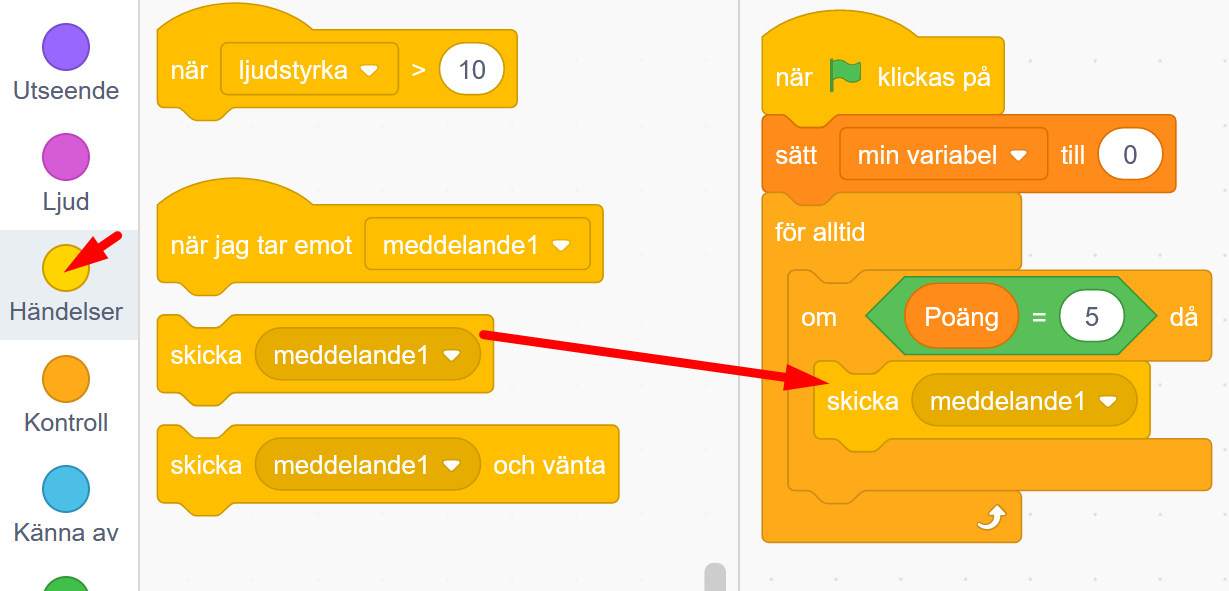 Utseende
Ljud
Händelser
Kontroll
Känna av
när ljudstyrka > 10
när jag tar emot meddelande1
skicka meddelande1
skicka meddelande1 och vänta
när klickas på
sätt min variabel till 0
för alltid
om Poäng = 5 då
skicka meddelande1